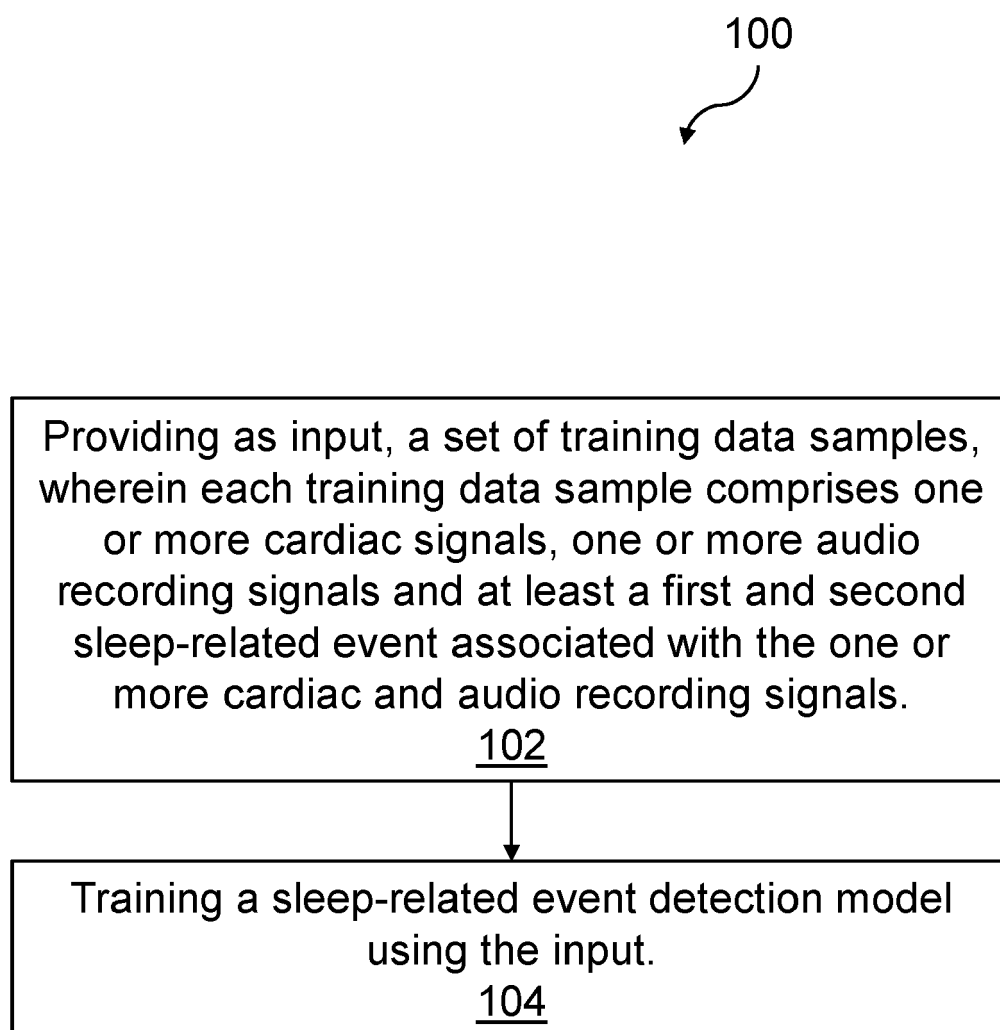 100
Providing as input, a set of training data samples,
wherein each training data sample comprises one
or more cardiac signals, one or more audio
recording signals and at least a first and second
sleep-related event associated with the one or
more cardiac and audio recording signals.
102
Training a sleep-related event detection model
using the input.
104